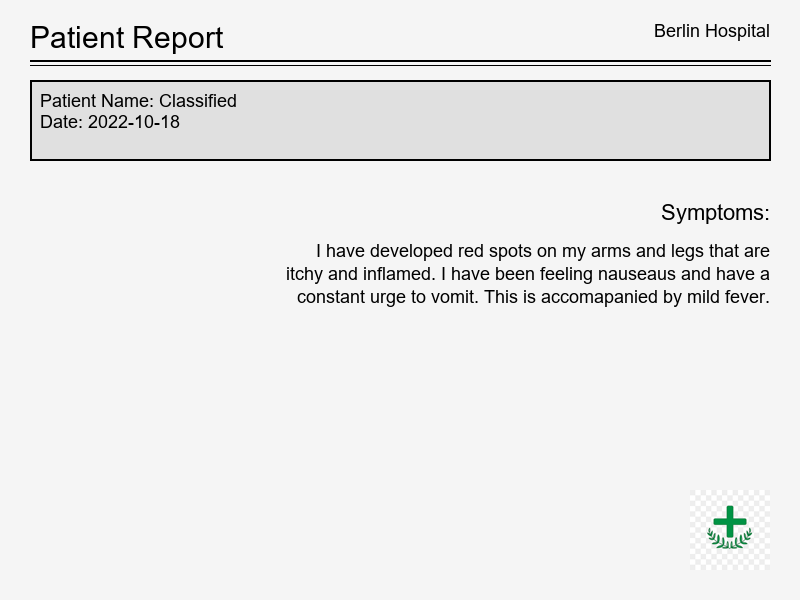 Patient Report
Berlin Hospital
Patient Name: Classified
Date: 2022-10-18
Symptoms:
I have developed red spots on my arms and legs that are
itchy and inflamed. I have been feeling nauseaus and have a
constant urge to vomit. This is accomapanied by mild fever.